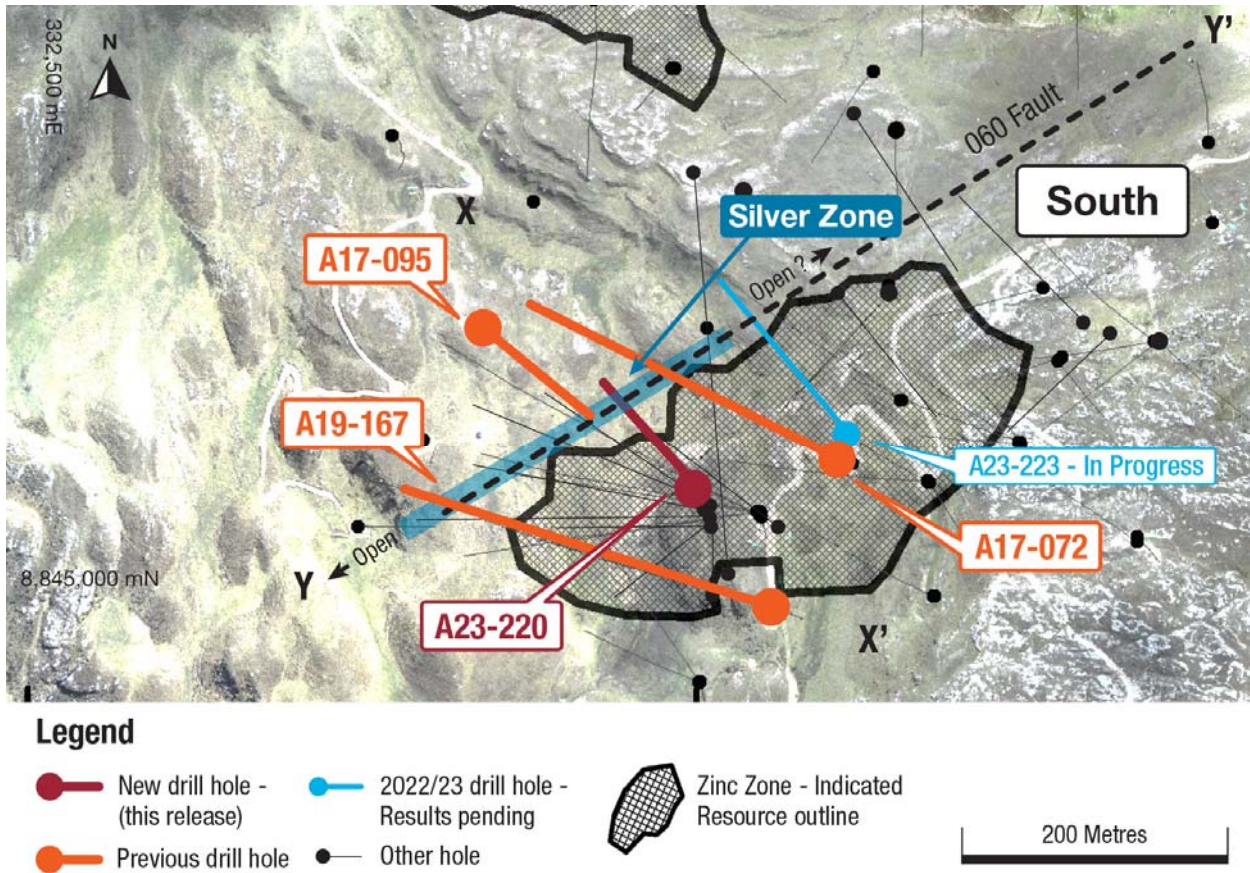 332,500 mE
N
Y'
060 Fault
South
X
Silver Zone
A17-095
Open ?
A19-167
A23-223 - In Progress
Open
A17-072
Y
8,845,000 mN
A23-220
X'
Legend
New drill hole -
(this release)
2022/23 drill hole -
Results pending
Zinc Zone - Indicated
Resource outline
Previous drill hole
Other hole
200 Metres